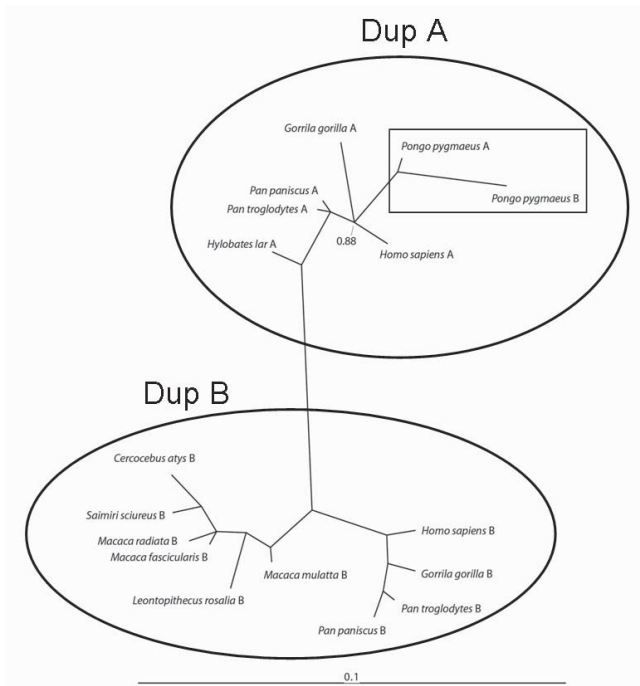 Dup A
Gorrila gorilla A
Pongo pygmaeus A
Pan paniscus A
Pongo pygmaeus B
Pan troglodytes A
0.88
Hylobates lar A
Homo sapiens A
Dup B
Cercocebus atys B
Saimiri sciureus B
Homo sapiens B
Macaca radiata B
Macaca fascicularis B
Macaca mulatta B
Gorrila gorilla B
Leontopithecus rosalia B
Pan troglodytes B
Pan paniscus B
0.1